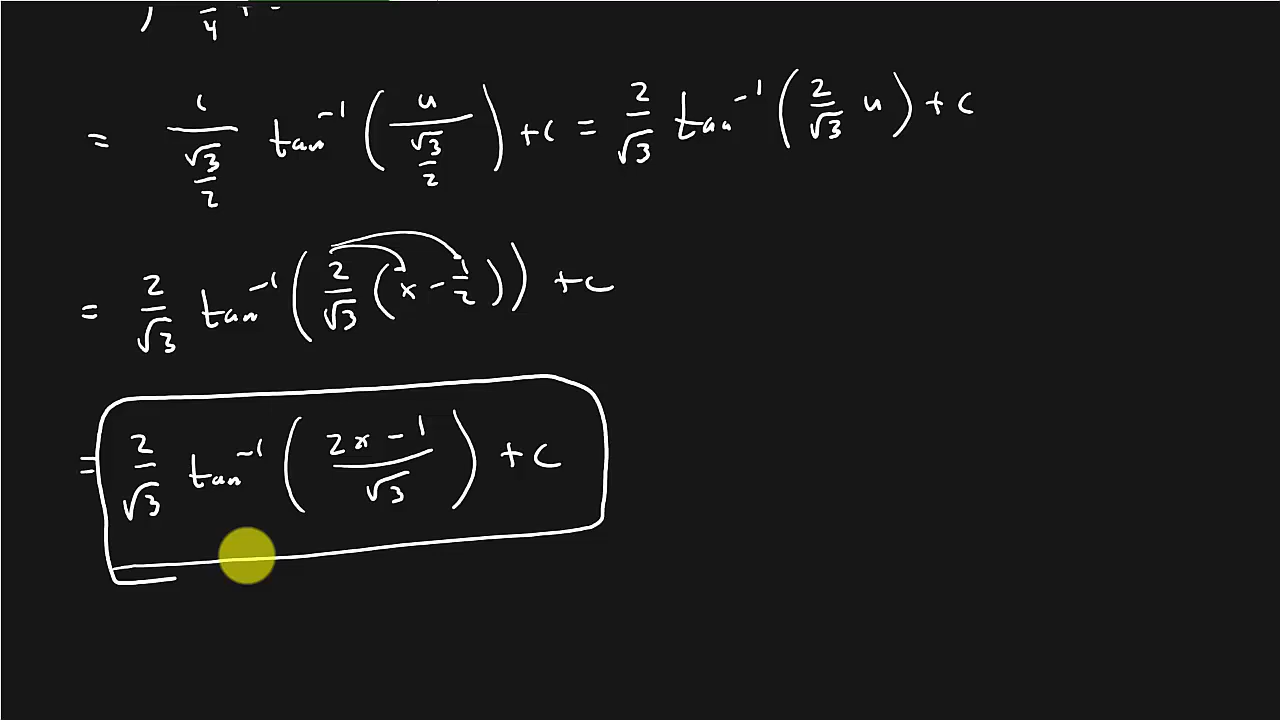 4 +
= 1/(√3/2) tan⁻¹ (u/(√3/2)) + C = 2/√3 tan⁻¹ (2/√3 u) + C
= 2/√3 tan⁻¹ (2/√3 (x - 1/2)) + C
= 2/√3 tan⁻¹ ((2x - 1)/√3) + C